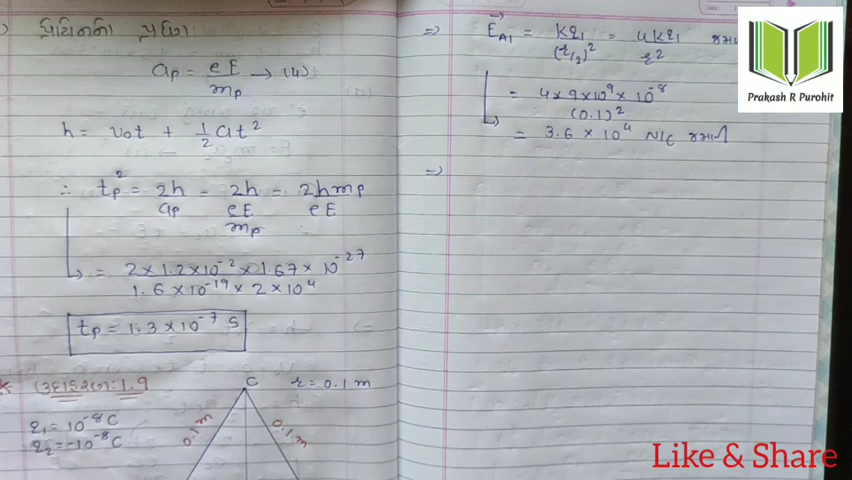 પ્રોટોનનો પ્રવેગ
ap = eE/mp → (4)
h = v₀t + 1/2 at²
∴ tp² = 2h/ap = 2h/(eE/mp) = 2hmp/eE
= 2 × 1.2 × 10⁻² × 1.67 × 10⁻²⁷ / 1.6 × 10⁻¹⁹ × 2 × 10⁴
tp = 1.3 × 10⁻⁷ s
* ઉદાહરણ: 1.9
q₁ = 10⁻⁸ C
q₂ = -10⁻⁸ C
C
r = 0.1 m
0.1 m
0.1 m
⇒ E⃗A₁ = kq₁/(r/2)² = 4kq₁/r²
= 4 × 9 × 10⁹ × 10⁻⁸ / (0.1)²
= 3.6 × 10⁴ N/C જમણી
⇒
Prakash R Purohit
Like & Share